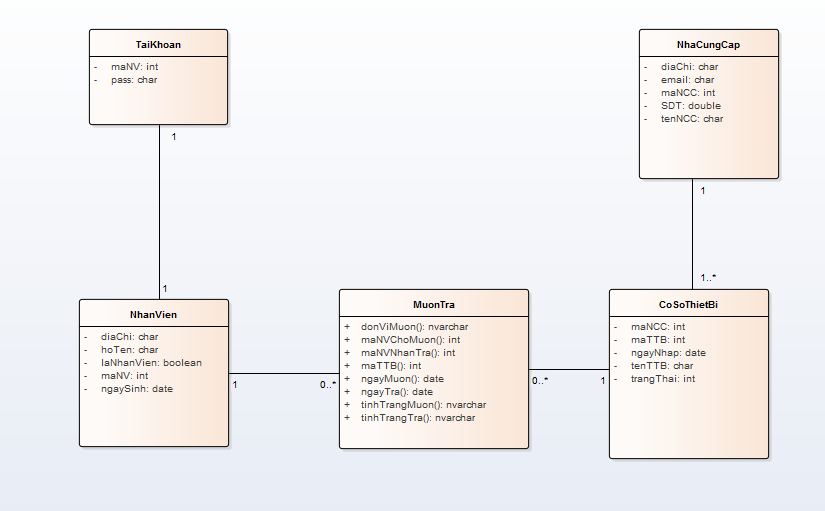 TaiKhoan
- maNV: int
- pass: char
1
1
NhaCungCap
- diaChi: char
- email: char
- maNCC: int
- SDT: double
- tenNCC: char
1
1..*
NhanVien
- diaChi: char
- hoTen: char
- laNhanVien: boolean
- maNV: int
- ngaySinh: date
1
0..*
MuonTra
+ donViMuon(): nvarchar
+ maNVChoMuon(): int
+ maNVNhanTra(): int
+ maTTB(): int
+ ngayMuon(): date
+ ngayTra(): date
+ tinhTrangMuon(): nvarchar
+ tinhTrangTra(): nvarchar
0..*
1
CoSoThietBi
- maNCC: int
- maTTB: int
- ngayNhap: date
- tenTTB: char
- trangThai: int